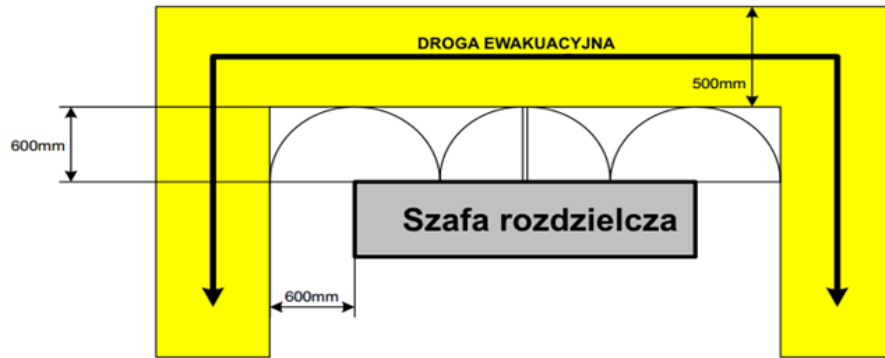 DROGA EWAKUACYJNA
500mm
600mm
Szafa rozdzielcza
600mm